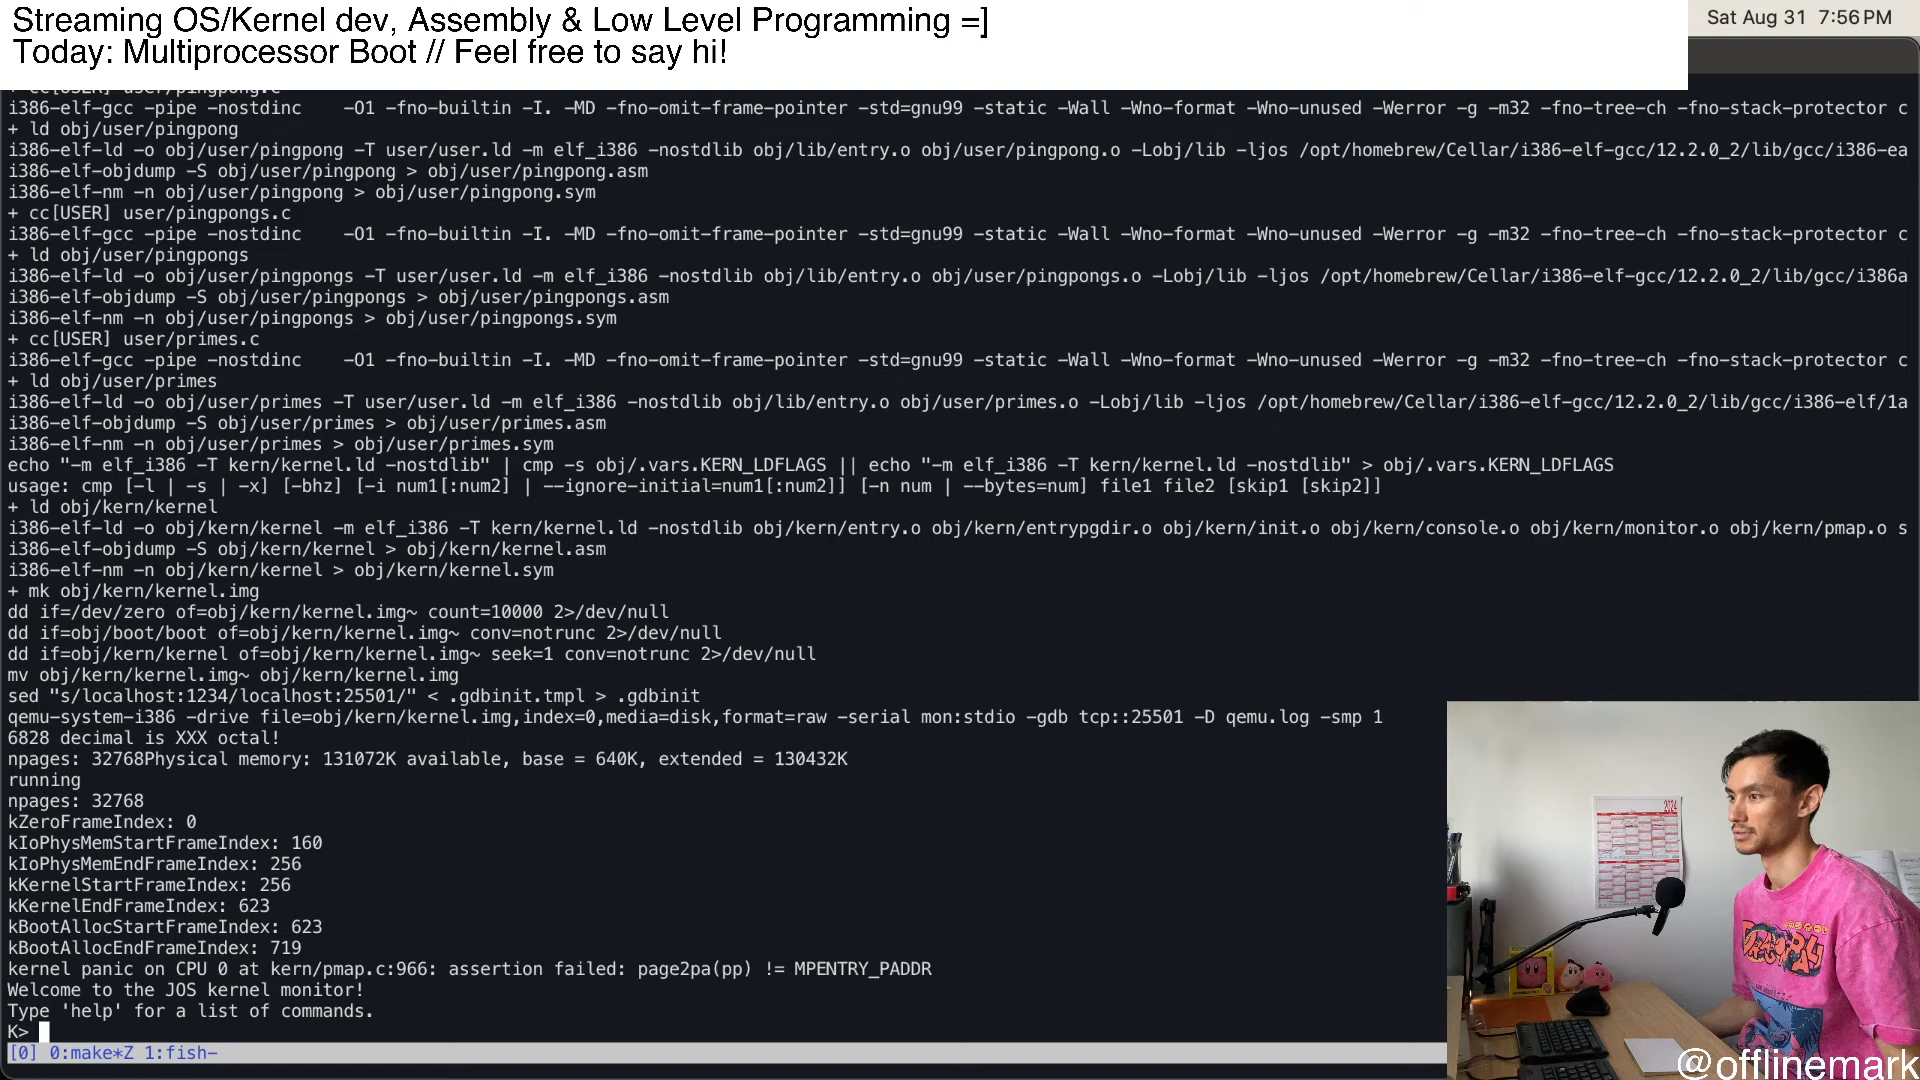 Streaming OS/Kernel dev, Assembly & Low Level Programming =]
Today: Multiprocessor Boot // Feel free to say hi!
Sat Aug 31 7:56 PM
+ cc[USER] user/pingpong.c
i386-elf-gcc -pipe -nostdinc    -O1 -fno-builtin -I. -MD -fno-omit-frame-pointer -std=gnu99 -static -Wall -Wno-format -Wno-unused -Werror -g -m32 -fno-tree-ch -fno-stack-protector c
+ ld obj/user/pingpong
i386-elf-ld -o obj/user/pingpong -T user/user.ld -m elf_i386 -nostdlib obj/lib/entry.o obj/user/pingpong.o -Lobj/lib -ljos /opt/homebrew/Cellar/i386-elf-gcc/12.2.0_2/lib/gcc/i386-ea
i386-elf-objdump -S obj/user/pingpong > obj/user/pingpong.asm
i386-elf-nm -n obj/user/pingpong > obj/user/pingpong.sym
+ cc[USER] user/pingpongs.c
i386-elf-gcc -pipe -nostdinc    -O1 -fno-builtin -I. -MD -fno-omit-frame-pointer -std=gnu99 -static -Wall -Wno-format -Wno-unused -Werror -g -m32 -fno-tree-ch -fno-stack-protector c
+ ld obj/user/pingpongs
i386-elf-ld -o obj/user/pingpongs -T user/user.ld -m elf_i386 -nostdlib obj/lib/entry.o obj/user/pingpongs.o -Lobj/lib -ljos /opt/homebrew/Cellar/i386-elf-gcc/12.2.0_2/lib/gcc/i386a
i386-elf-objdump -S obj/user/pingpongs > obj/user/pingpongs.asm
i386-elf-nm -n obj/user/pingpongs > obj/user/pingpongs.sym
+ cc[USER] user/primes.c
i386-elf-gcc -pipe -nostdinc    -O1 -fno-builtin -I. -MD -fno-omit-frame-pointer -std=gnu99 -static -Wall -Wno-format -Wno-unused -Werror -g -m32 -fno-tree-ch -fno-stack-protector c
+ ld obj/user/primes
i386-elf-ld -o obj/user/primes -T user/user.ld -m elf_i386 -nostdlib obj/lib/entry.o obj/user/primes.o -Lobj/lib -ljos /opt/homebrew/Cellar/i386-elf-gcc/12.2.0_2/lib/gcc/i386-elf/1a
i386-elf-objdump -S obj/user/primes > obj/user/primes.asm
i386-elf-nm -n obj/user/primes > obj/user/primes.sym
echo "-m elf_i386 -T kern/kernel.ld -nostdlib" | cmp -s obj/.vars.KERN_LDFLAGS || echo "-m elf_i386 -T kern/kernel.ld -nostdlib" > obj/.vars.KERN_LDFLAGS
usage: cmp [-l | -s | -x] [-bhz] [-i num1[:num2] | --ignore-initial=num1[:num2]] [-n num | --bytes=num] file1 file2 [skip1 [skip2]]
+ ld obj/kern/kernel
i386-elf-ld -o obj/kern/kernel -m elf_i386 -T kern/kernel.ld -nostdlib obj/kern/entry.o obj/kern/entrypgdir.o obj/kern/init.o obj/kern/console.o obj/kern/monitor.o obj/kern/pmap.o s
i386-elf-objdump -S obj/kern/kernel > obj/kern/kernel.asm
i386-elf-nm -n obj/kern/kernel > obj/kern/kernel.sym
+ mk obj/kern/kernel.img
dd if=/dev/zero of=obj/kern/kernel.img~ count=10000 2>/dev/null
dd if=obj/boot/boot of=obj/kern/kernel.img~ conv=notrunc 2>/dev/null
dd if=obj/kern/kernel of=obj/kern/kernel.img~ seek=1 conv=notrunc 2>/dev/null
mv obj/kern/kernel.img~ obj/kern/kernel.img
sed "s/localhost:1234/localhost:25501/" < .gdbinit.tmpl > .gdbinit
qemu-system-i386 -drive file=obj/kern/kernel.img,index=0,media=disk,format=raw -serial mon:stdio -gdb tcp::25501 -D qemu.log -smp 1
6828 decimal is XXX octal!
npages: 32768Physical memory: 131072K available, base = 640K, extended = 130432K
running
npages: 32768
kZeroFrameIndex: 0
kIoPhysMemStartFrameIndex: 160
kIoPhysMemEndFrameIndex: 256
kKernelStartFrameIndex: 256
kKernelEndFrameIndex: 623
kBootAllocStartFrameIndex: 623
kBootAllocEndFrameIndex: 719
kernel panic on CPU 0 at kern/pmap.c:966: assertion failed: page2pa(pp) != MPENTRY_PADDR
Welcome to the JOS kernel monitor!
Type 'help' for a list of commands.
K>
[0] 0:make*Z 1:fish-
2024
@offlinemark